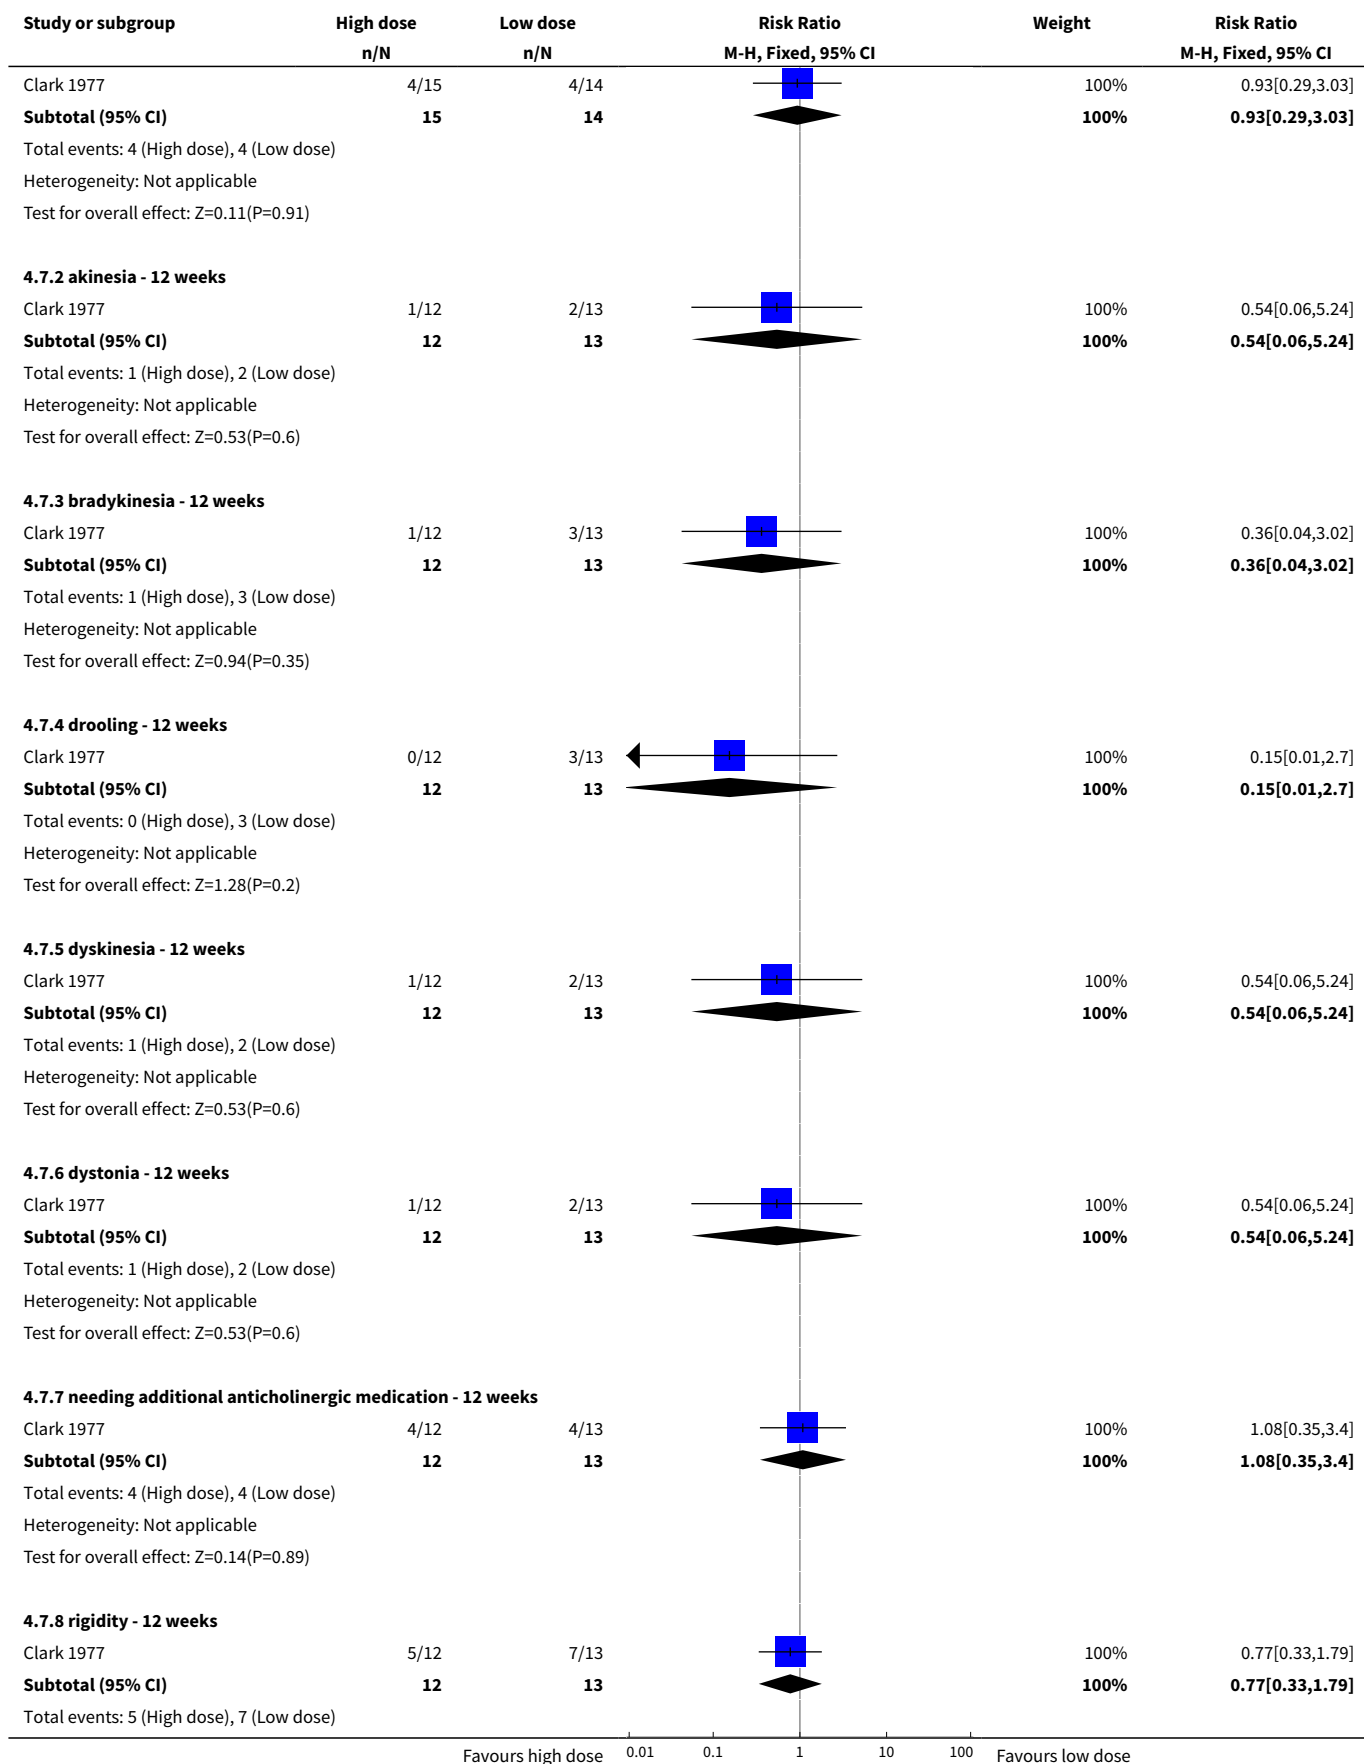 Study or subgroup High dose Low dose Risk Ratio Weight Risk Ratio
n/N n/N M-H, Fixed, 95% CI M-H, Fixed, 95% CI
Clark 1977 4/15 4/14 100% 0.93[0.29,3.03]
Subtotal (95% CI) 15 14 100% 0.93[0.29,3.03]
Total events: 4 (High dose), 4 (Low dose)
Heterogeneity: Not applicable
Test for overall effect: Z=0.11(P=0.91)
4.7.2 akinesia - 12 weeks
Clark 1977 1/12 2/13 100% 0.54[0.06,5.24]
Subtotal (95% CI) 12 13 100% 0.54[0.06,5.24]
Total events: 1 (High dose), 2 (Low dose)
Heterogeneity: Not applicable
Test for overall effect: Z=0.53(P=0.6)
4.7.3 bradykinesia - 12 weeks
Clark 1977 1/12 3/13 100% 0.36[0.04,3.02]
Subtotal (95% CI) 12 13 100% 0.36[0.04,3.02]
Total events: 1 (High dose), 3 (Low dose)
Heterogeneity: Not applicable
Test for overall effect: Z=0.94(P=0.35)
4.7.4 drooling - 12 weeks
Clark 1977 0/12 3/13 100% 0.15[0.01,2.7]
Subtotal (95% CI) 12 13 100% 0.15[0.01,2.7]
Total events: 0 (High dose), 3 (Low dose)
Heterogeneity: Not applicable
Test for overall effect: Z=1.28(P=0.2)
4.7.5 dyskinesia - 12 weeks
Clark 1977 1/12 2/13 100% 0.54[0.06,5.24]
Subtotal (95% CI) 12 13 100% 0.54[0.06,5.24]
Total events: 1 (High dose), 2 (Low dose)
Heterogeneity: Not applicable
Test for overall effect: Z=0.53(P=0.6)
4.7.6 dystonia - 12 weeks
Clark 1977 1/12 2/13 100% 0.54[0.06,5.24]
Subtotal (95% CI) 12 13 100% 0.54[0.06,5.24]
Total events: 1 (High dose), 2 (Low dose)
Heterogeneity: Not applicable
Test for overall effect: Z=0.53(P=0.6)
4.7.7 needing additional anticholinergic medication - 12 weeks
Clark 1977 4/12 4/13 100% 1.08[0.35,3.4]
Subtotal (95% CI) 12 13 100% 1.08[0.35,3.4]
Total events: 4 (High dose), 4 (Low dose)
Heterogeneity: Not applicable
Test for overall effect: Z=0.14(P=0.89)
4.7.8 rigidity - 12 weeks
Clark 1977 5/12 7/13 100% 0.77[0.33,1.79]
Subtotal (95% CI) 12 13 100% 0.77[0.33,1.79]
Total events: 5 (High dose), 7 (Low dose)
Favours high dose 0.01 0.1 1 10 100 Favours low dose